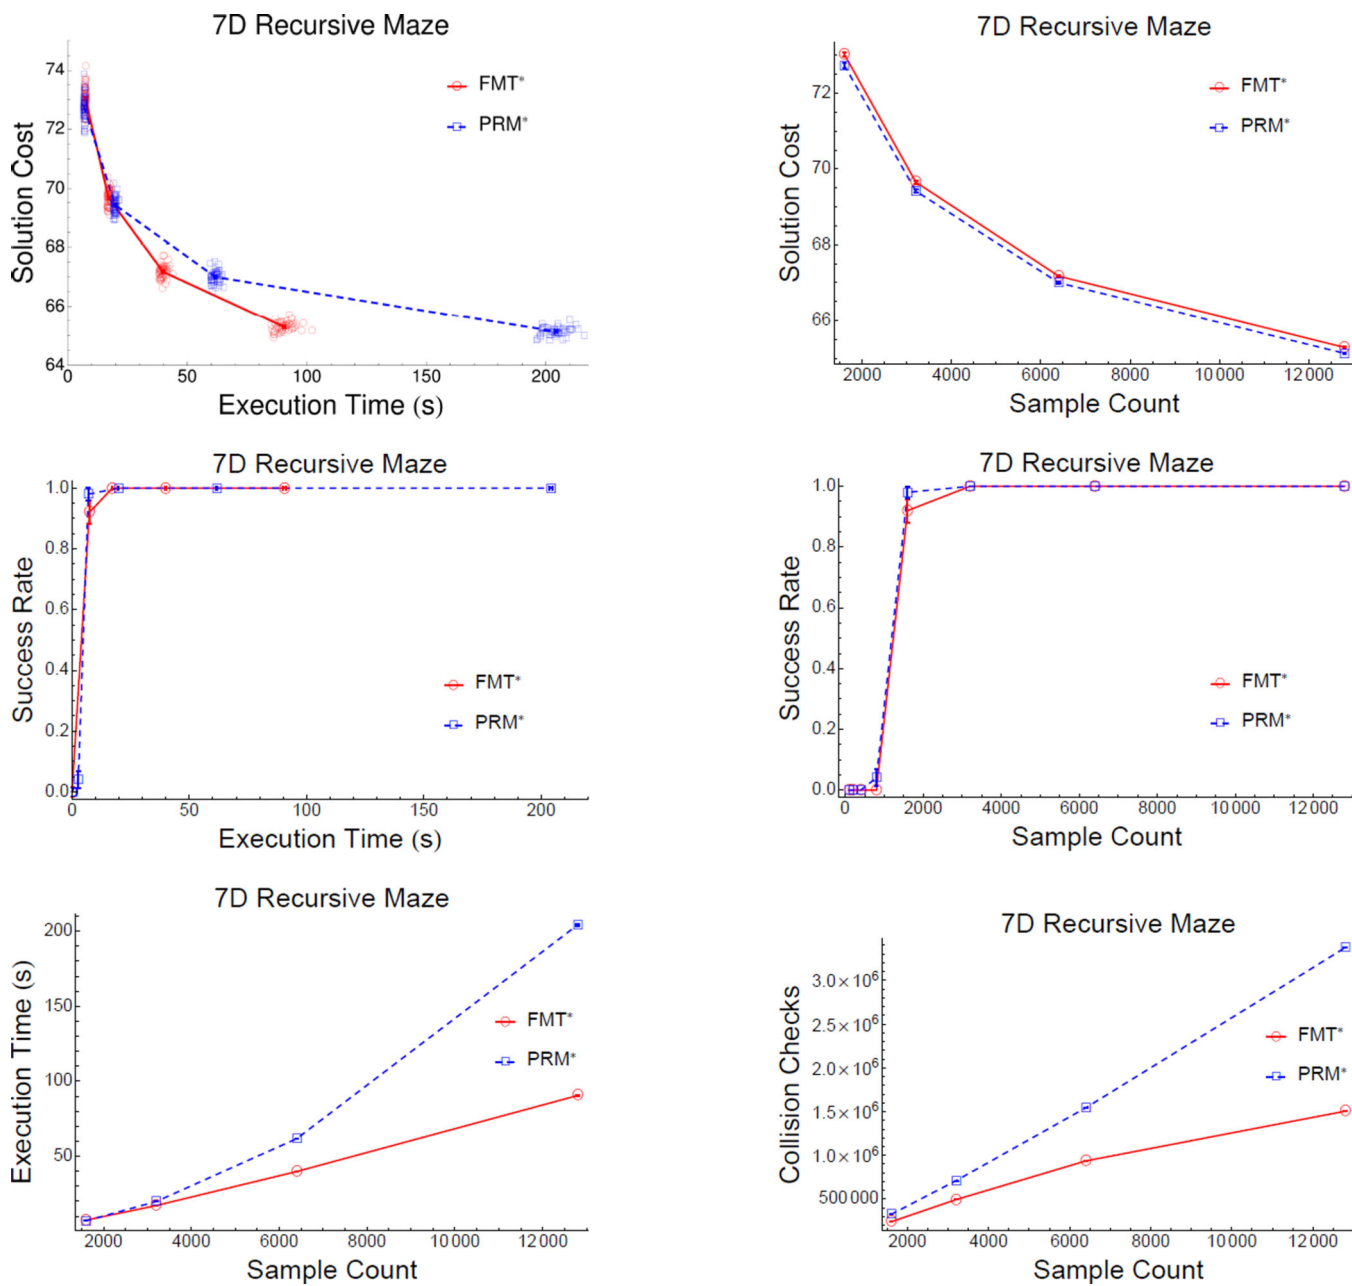 7D Recursive Maze
74
72
70
68
66
64
0 50 100 150 200
Solution Cost
Execution Time (s)
FMT*
PRM*
7D Recursive Maze
72
70
68
66
2000 4000 6000 8000 10000 12000
Solution Cost
Sample Count
FMT*
PRM*
7D Recursive Maze
1.0
0.8
0.6
0.4
0.2
0.0
0 50 100 150 200
Success Rate
Execution Time (s)
FMT*
PRM*
7D Recursive Maze
1.0
0.8
0.6
0.4
0.2
0.0
0 2000 4000 6000 8000 10000 12000
Success Rate
Sample Count
FMT*
PRM*
7D Recursive Maze
200
150
100
50
2000 4000 6000 8000 10000 12000
Execution Time (s)
Sample Count
FMT*
PRM*
7D Recursive Maze
3.0×10⁶
2.5×10⁶
2.0×10⁶
1.5×10⁶
1.0×10⁶
500000
2000 4000 6000 8000 10000 12000
Collision Checks
Sample Count
FMT*
PRM*